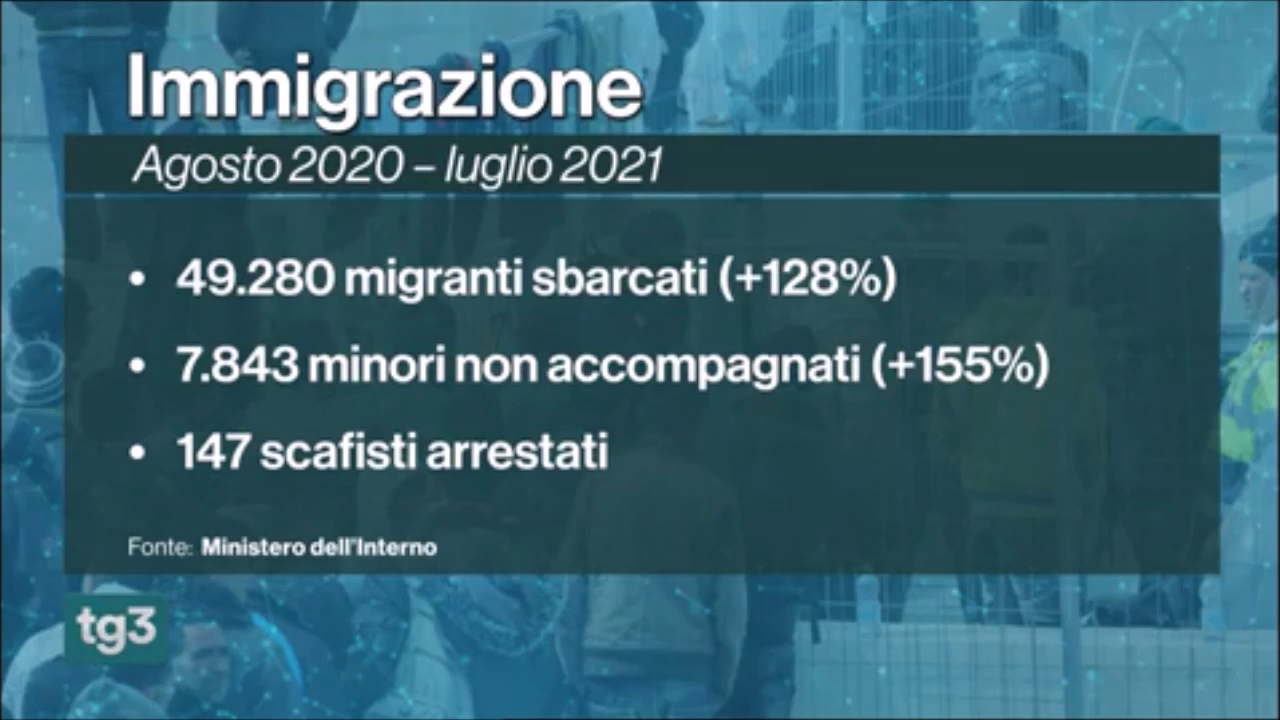 Immigrazione
Agosto 2020 – luglio 2021
• 49.280 migranti sbarcati (+128%)
• 7.843 minori non accompagnati (+155%)
• 147 scafisti arrestati
Fonte: Ministero dell'Interno
tg3